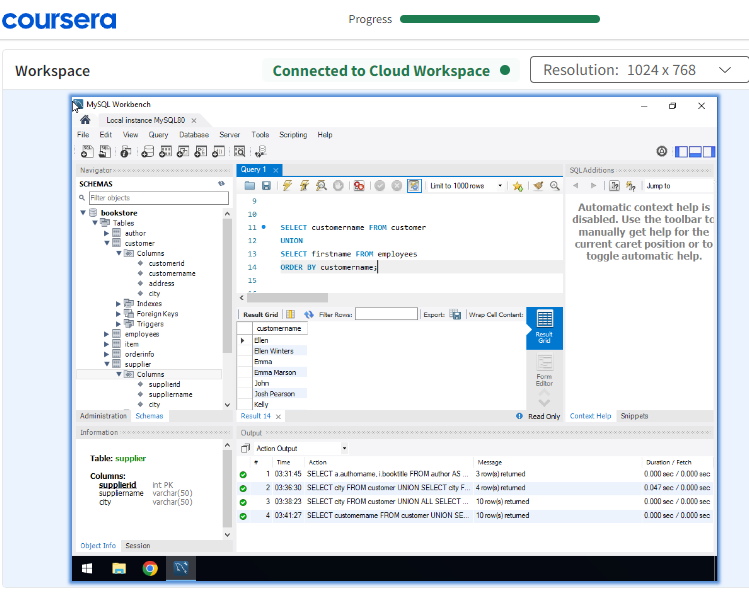 coursera
Progress
Workspace
Connected to Cloud Workspace
Resolution: 1024 x 768
MySQL Workbench
Local instance MySQL80
File Edit View Query Database Server Tools Scripting Help
Navigator
SCHEMAS
Filter objects
bookstore
Tables
author
customer
Columns
customerid
customername
address
city
Indexes
Foreign Keys
Triggers
employees
item
orderinfo
supplier
Columns
supplierid
suppliername
city
Administration Schemas
Information
Table: supplier
Columns:
supplierid int PK
suppliername varchar(50)
city varchar(50)
Object Info Session
Query 1
Limit to 1000 rows
9
10
11 SELECT customername FROM customer
12 UNION
13 SELECT firstname FROM employees
14 ORDER BY customername;
15
Result Grid Filter Rows: Export: Wrap Cell Content:
customername
Ellen
Ellen Winters
Emma
Emma Marson
John
Josh Pearson
Kelly
Result Grid
Form Editor
Result 14
Read Only
SQLAdditions
Jump to
Automatic context help is
disabled. Use the toolbar to
manually get help for the
current caret position or to
toggle automatic help.
Context Help Snippets
Output
Action Output
# Time Action Message Duration / Fetch
1 03:31:45 SELECT a.authorname, i.booktitle FROM author AS ... 3 row(s) returned 0.000 sec / 0.000 sec
2 03:36:30 SELECT city FROM customer UNION SELECT city F... 4 row(s) returned 0.047 sec / 0.000 sec
3 03:38:23 SELECT city FROM customer UNION ALL SELECT ... 10 row(s) returned 0.000 sec / 0.000 sec
4 03:41:27 SELECT customername FROM customer UNION SE... 10 row(s) returned 0.000 sec / 0.000 sec